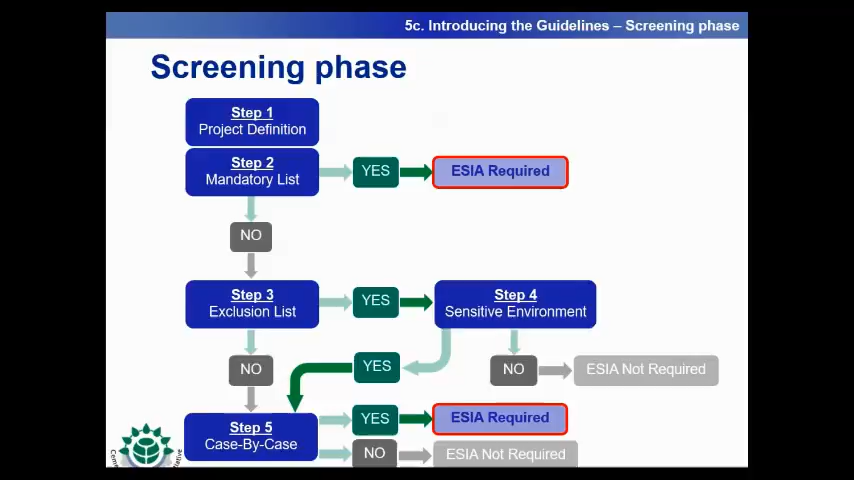 5c. Introducing the Guidelines – Screening phase
Screening phase
Step 1
Project Definition
Step 2
Mandatory List
YES
ESIA Required
NO
Step 3
Exclusion List
YES
Step 4
Sensitive Environment
NO
YES
NO
ESIA Not Required
Step 5
Case-By-Case
YES
ESIA Required
NO
ESIA Not Required